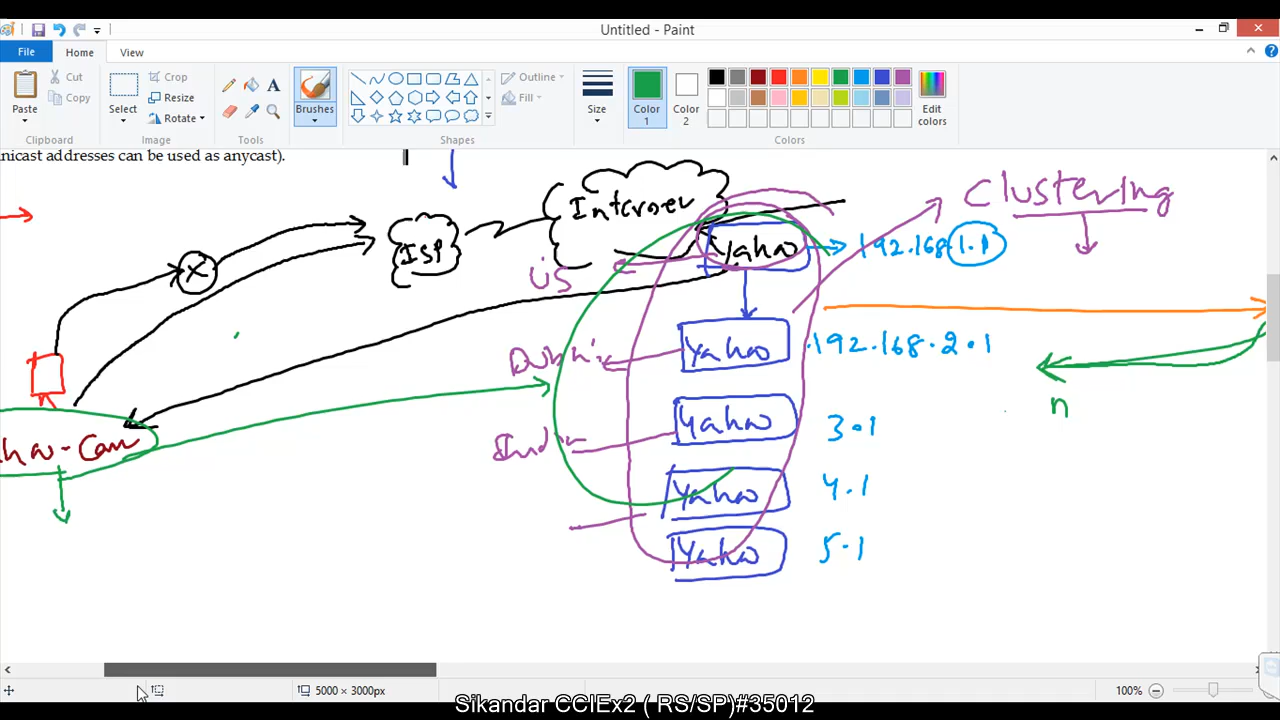 Untitled - Paint
File
Home
View
Paste
Cut
Copy
Clipboard
Select
Crop
Resize
Rotate
Image
Tools
Brushes
Shapes
Outline
Fill
Size
Color 1
Color 2
Edit colors
Colors
nicast addresses can be used as anycast).
Clustering
ISP
X
US
Yahoo
192.168.1.1
Yahoo
192.168.2.1
n
Yahoo
3.1
Yahoo
4.1
Yahoo
5.1
5000 × 3000px
100%
Sikandar CCIEx2 ( RS/SP)#35012